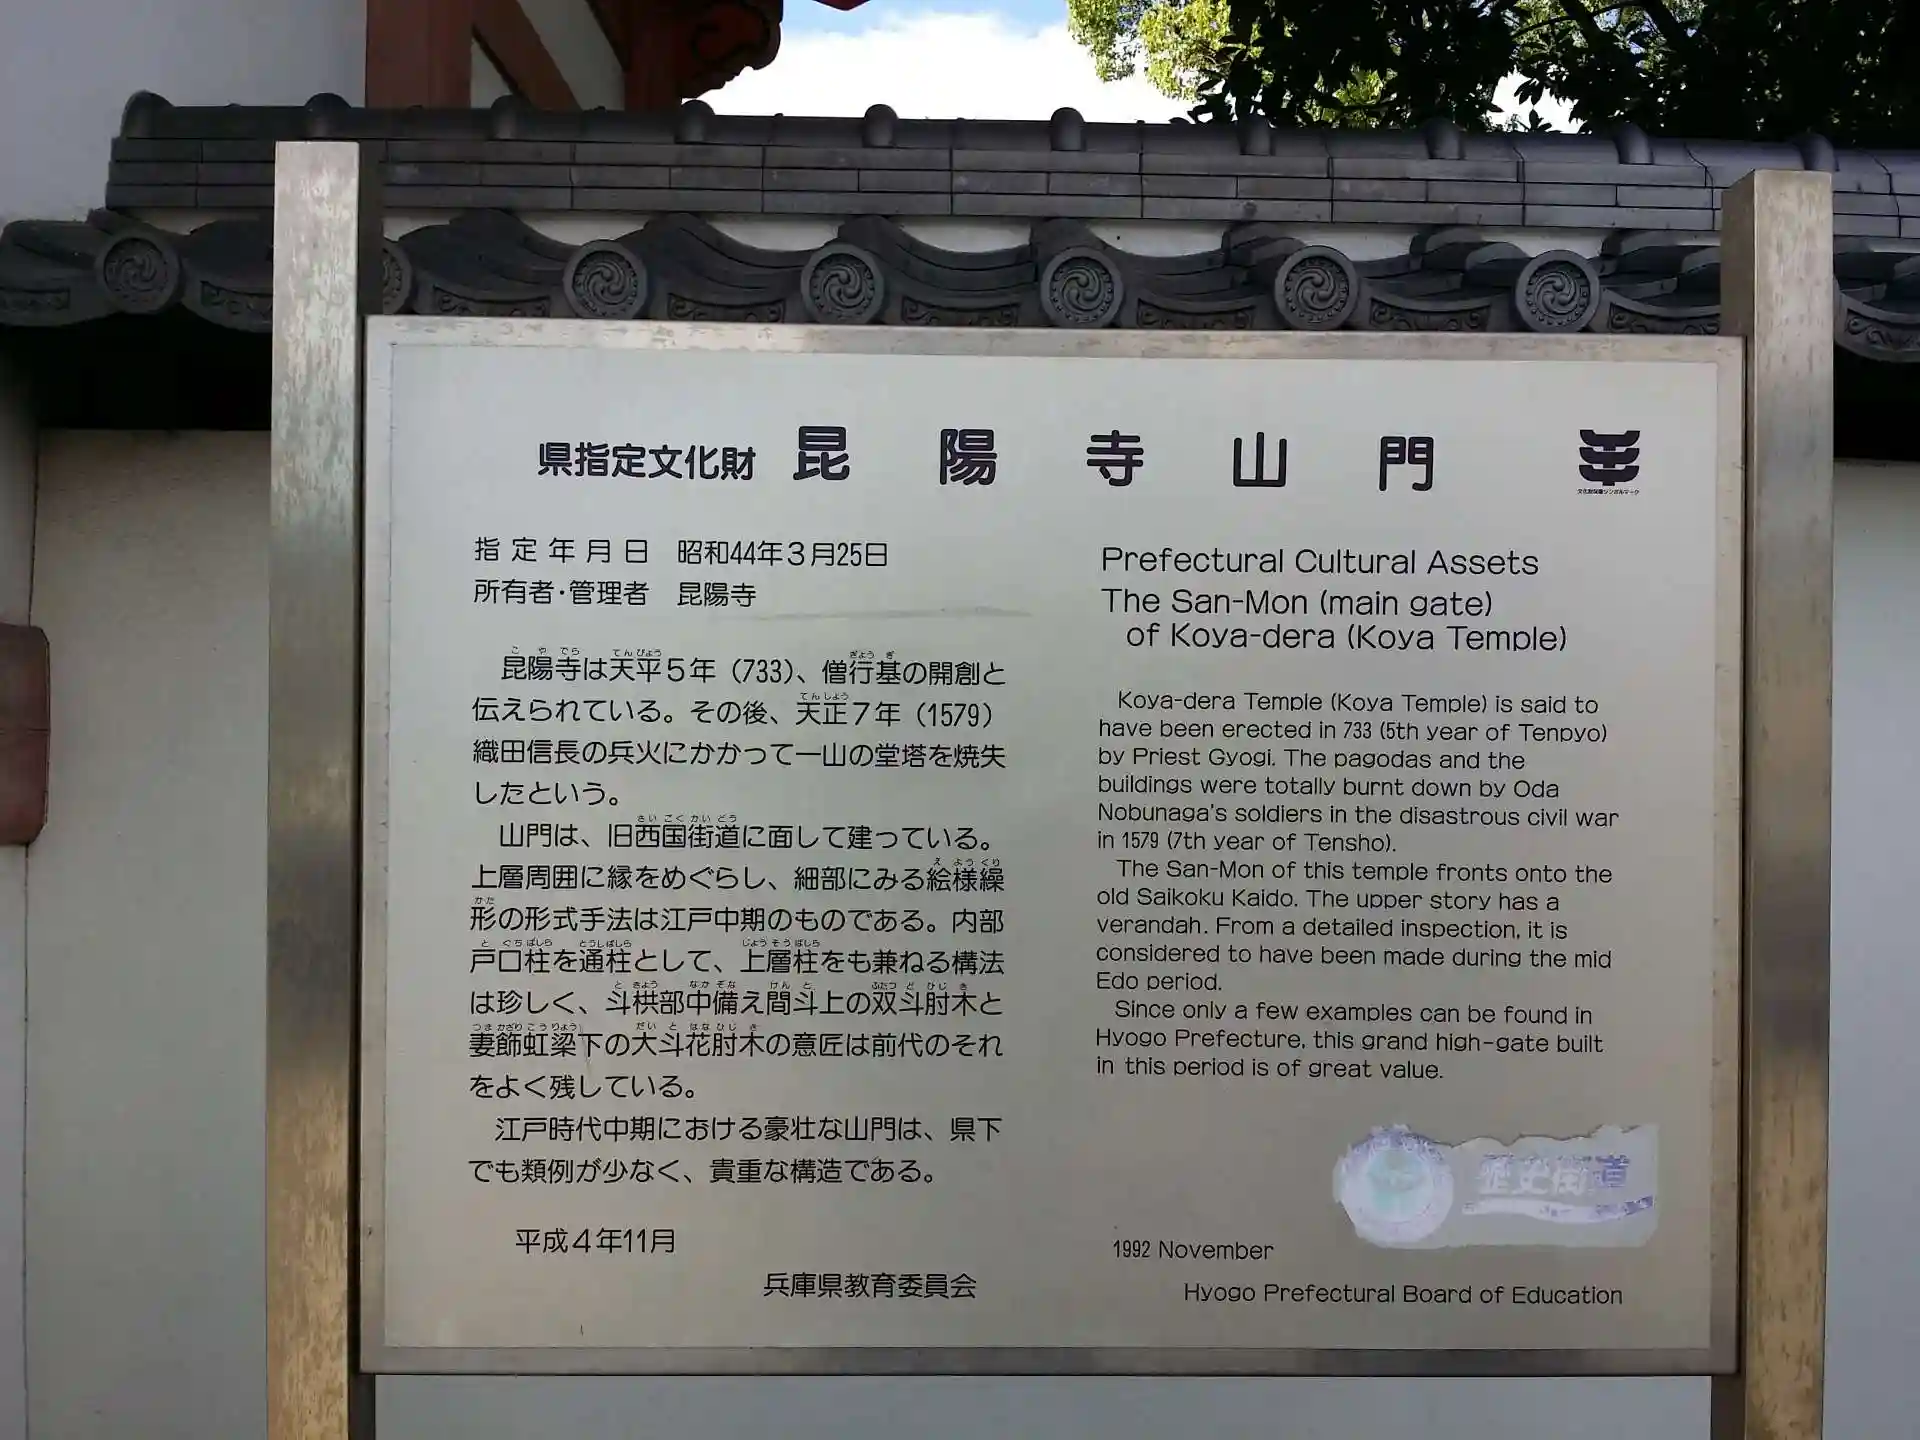 県指定文化財 昆陽寺山門
文化財保護シンボルマーク
指定年月日 昭和44年3月25日
所有者・管理者 昆陽寺
昆陽寺は天平5年（733）、僧行基の開創と
伝えられている。その後、天正7年（1579）
織田信長の兵火にかかって一山の堂塔を焼失
したという。
山門は、旧西国街道に面して建っている。
上層周囲に縁をめぐらし、細部にみる絵様繰
形の形式手法は江戸中期のものである。内部
戸口柱を通柱として、上層柱をも兼ねる構法
は珍しく、斗栱部中備え間斗上の双斗肘木と
妻飾虹梁下の大斗花肘木の意匠は前代のそれ
をよく残している。
江戸時代中期における豪壮な山門は、県下
でも類例が少なく、貴重な構造である。
平成4年11月
兵庫県教育委員会
Prefectural Cultural Assets
The San-Mon (main gate)
of Koya-dera (Koya Temple)
Koya-dera Temple (Koya Temple) is said to
have been erected in 733 (5th year of Tenpyo)
by Priest Gyogi. The pagodas and the
buildings were totally burnt down by Oda
Nobunaga's soldiers in the disastrous civil war
in 1579 (7th year of Tensho).
The San-Mon of this temple fronts onto the
old Saikoku Kaido. The upper story has a
verandah. From a detailed inspection, it is
considered to have been made during the mid
Edo period.
Since only a few examples can be found in
Hyogo Prefecture, this grand high-gate built
in this period is of great value.
歴史街道
1992 November
Hyogo Prefectural Board of Education